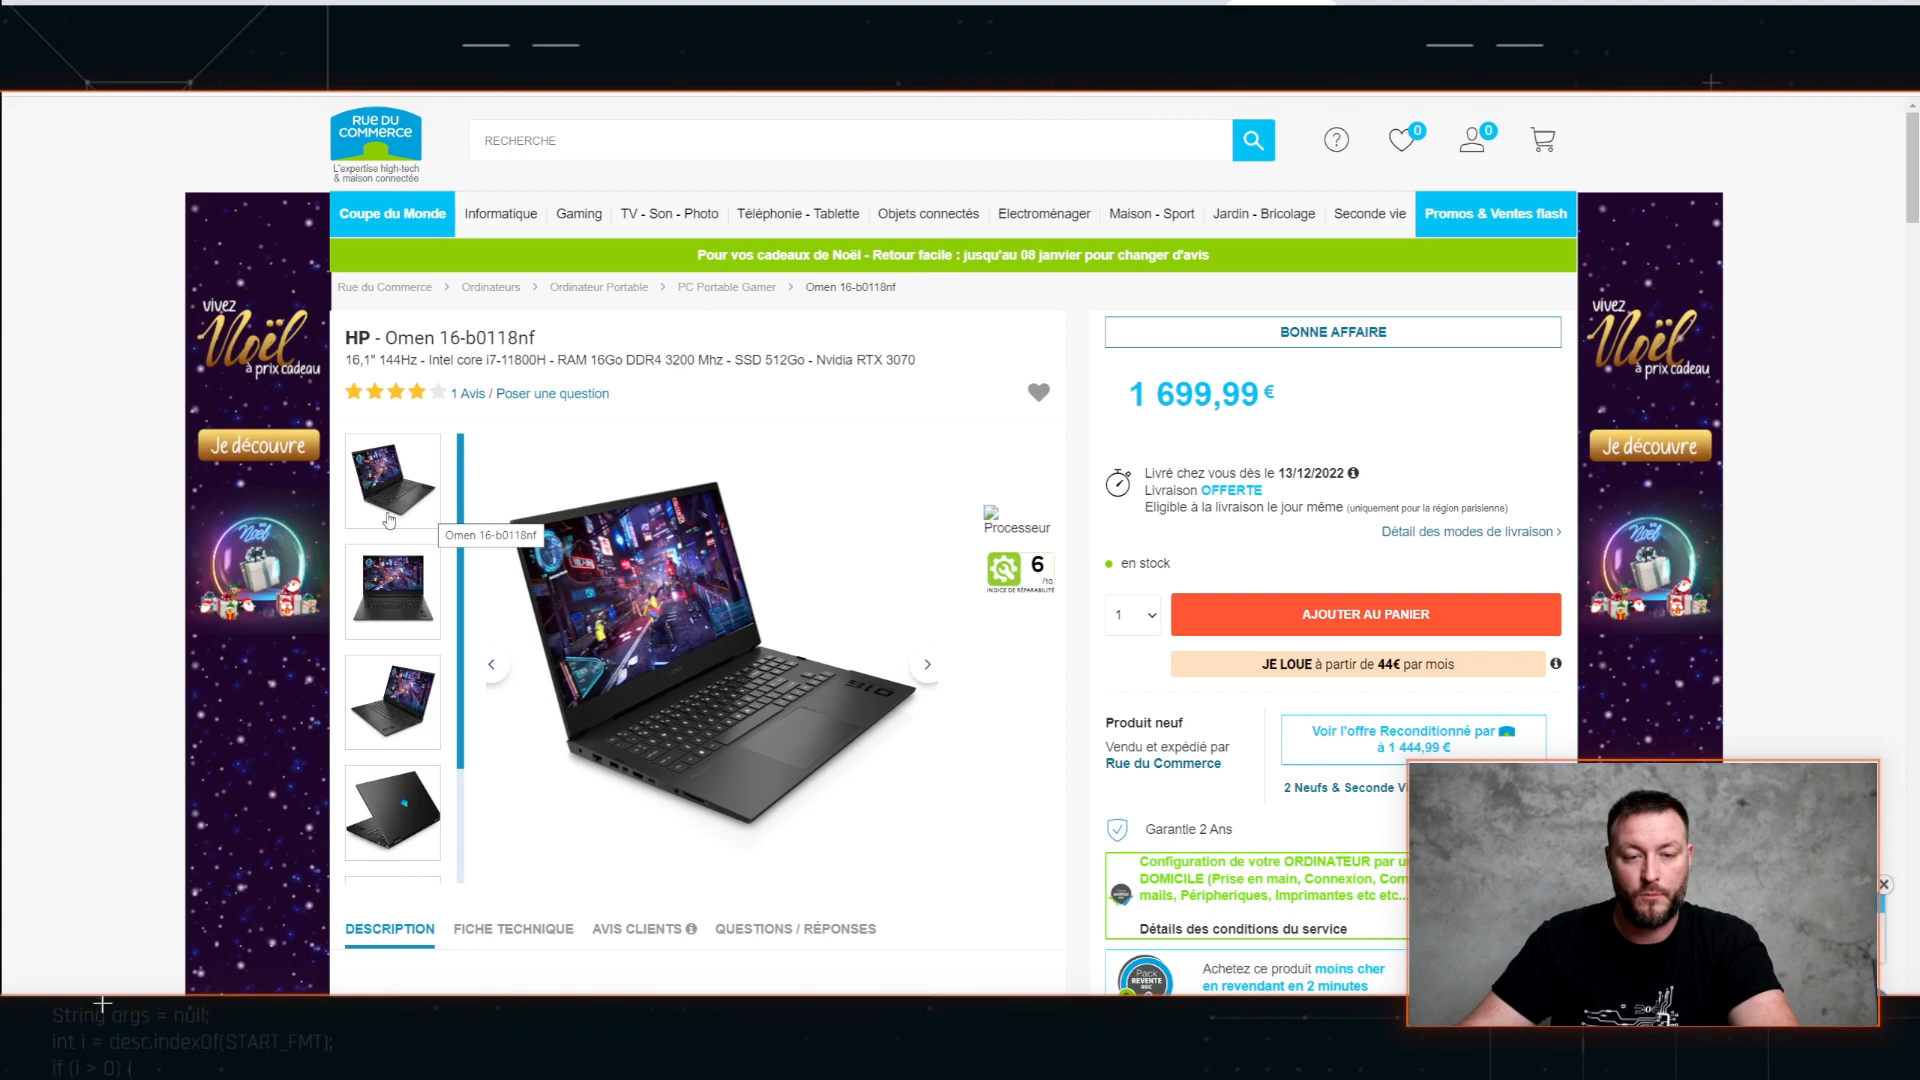 RUE DU
COMMERCE
L'expertise high-tech
& maison connectée
RECHERCHE
0
0
Coupe du Monde
Informatique
Gaming
TV - Son - Photo
Téléphonie - Tablette
Objets connectés
Electroménager
Maison - Sport
Jardin - Bricolage
Seconde vie
Promos & Ventes flash
Pour vos cadeaux de Noël - Retour facile : jusqu'au 08 janvier pour changer d'avis
Rue du Commerce > Ordinateurs > Ordinateur Portable > PC Portable Gamer > Omen 16-b0118nf
vivez
Noël
à prix cadeau
Je découvre
Noël
HP - Omen 16-b0118nf
16,1" 144Hz - Intel core i7-11800H - RAM 16Go DDR4 3200 Mhz - SSD 512Go - Nvidia RTX 3070
1 Avis / Poser une question
Omen 16-b0118nf
Processeur
6
/10
INDICE DE RÉPARABILITÉ
BONNE AFFAIRE
1 699,99 €
Livré chez vous dès le 13/12/2022
Livraison OFFERTE
Eligible à la livraison le jour même (uniquement pour la région parisienne)
Détail des modes de livraison >
en stock
1
AJOUTER AU PANIER
JE LOUE à partir de 44€ par mois
Produit neuf
Vendu et expédié par
Rue du Commerce
Voir l'offre Reconditionné par
à 1 444,99 €
2 Neufs & Seconde Vi
Garantie 2 Ans
Configuration de votre ORDINATEUR par u
DOMICILE (Prise en main, Connexion, Com
mails, Péripheriques, Imprimantes etc etc...
Détails des conditions du service
Pack
REVENTE
RDC
Achetez ce produit moins cher
en revendant en 2 minutes
vivez
Noël
à prix cadeau
Je découvre
Noël
DESCRIPTION
FICHE TECHNIQUE
AVIS CLIENTS
QUESTIONS / RÉPONSES
String args = null;
int i = desc.indexOf(START_FMT);
if (i > 0) {